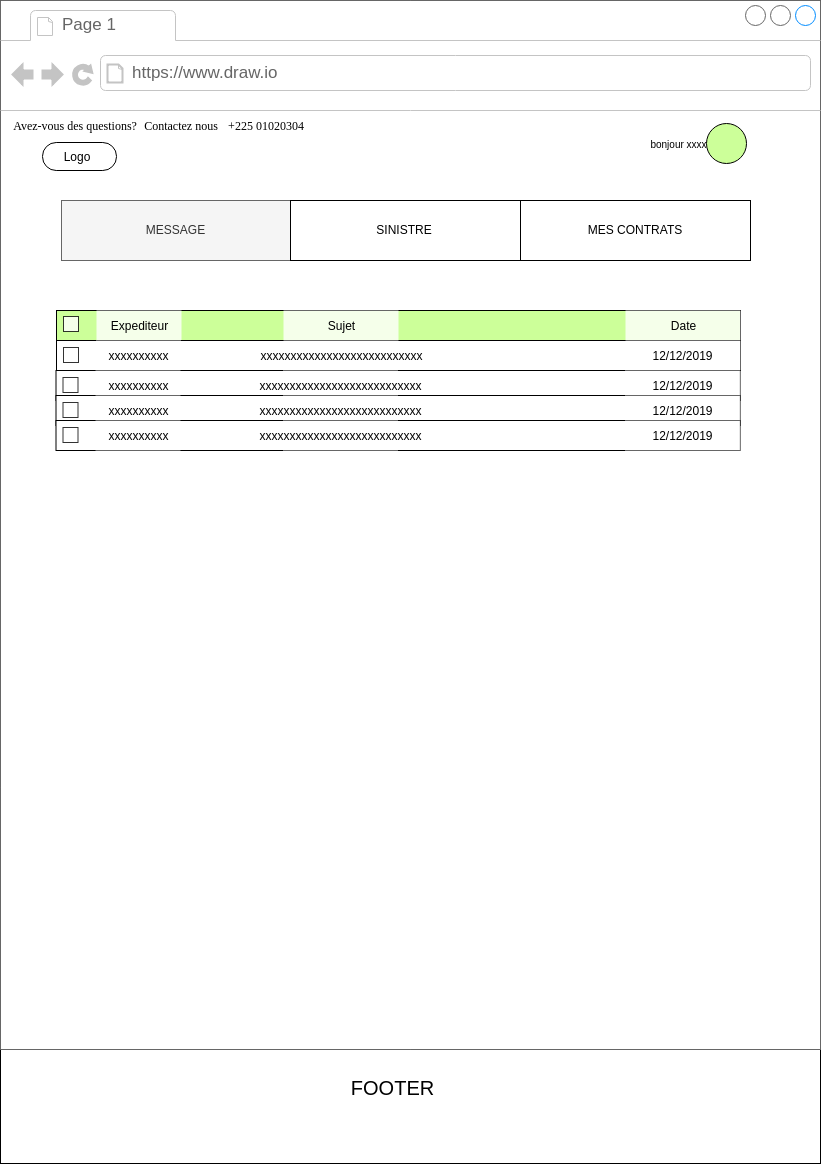 Page 1
https://www.draw.io
Avez-vous des questions? Contactez nous +225 01020304
bonjour xxxx
Logo
MESSAGE SINISTRE MES CONTRATS
Expediteur Sujet Date
xxxxxxxxxx xxxxxxxxxxxxxxxxxxxxxxxxxxx 12/12/2019
xxxxxxxxxx xxxxxxxxxxxxxxxxxxxxxxxxxxx 12/12/2019
xxxxxxxxxx xxxxxxxxxxxxxxxxxxxxxxxxxxx 12/12/2019
xxxxxxxxxx xxxxxxxxxxxxxxxxxxxxxxxxxxx 12/12/2019
FOOTER